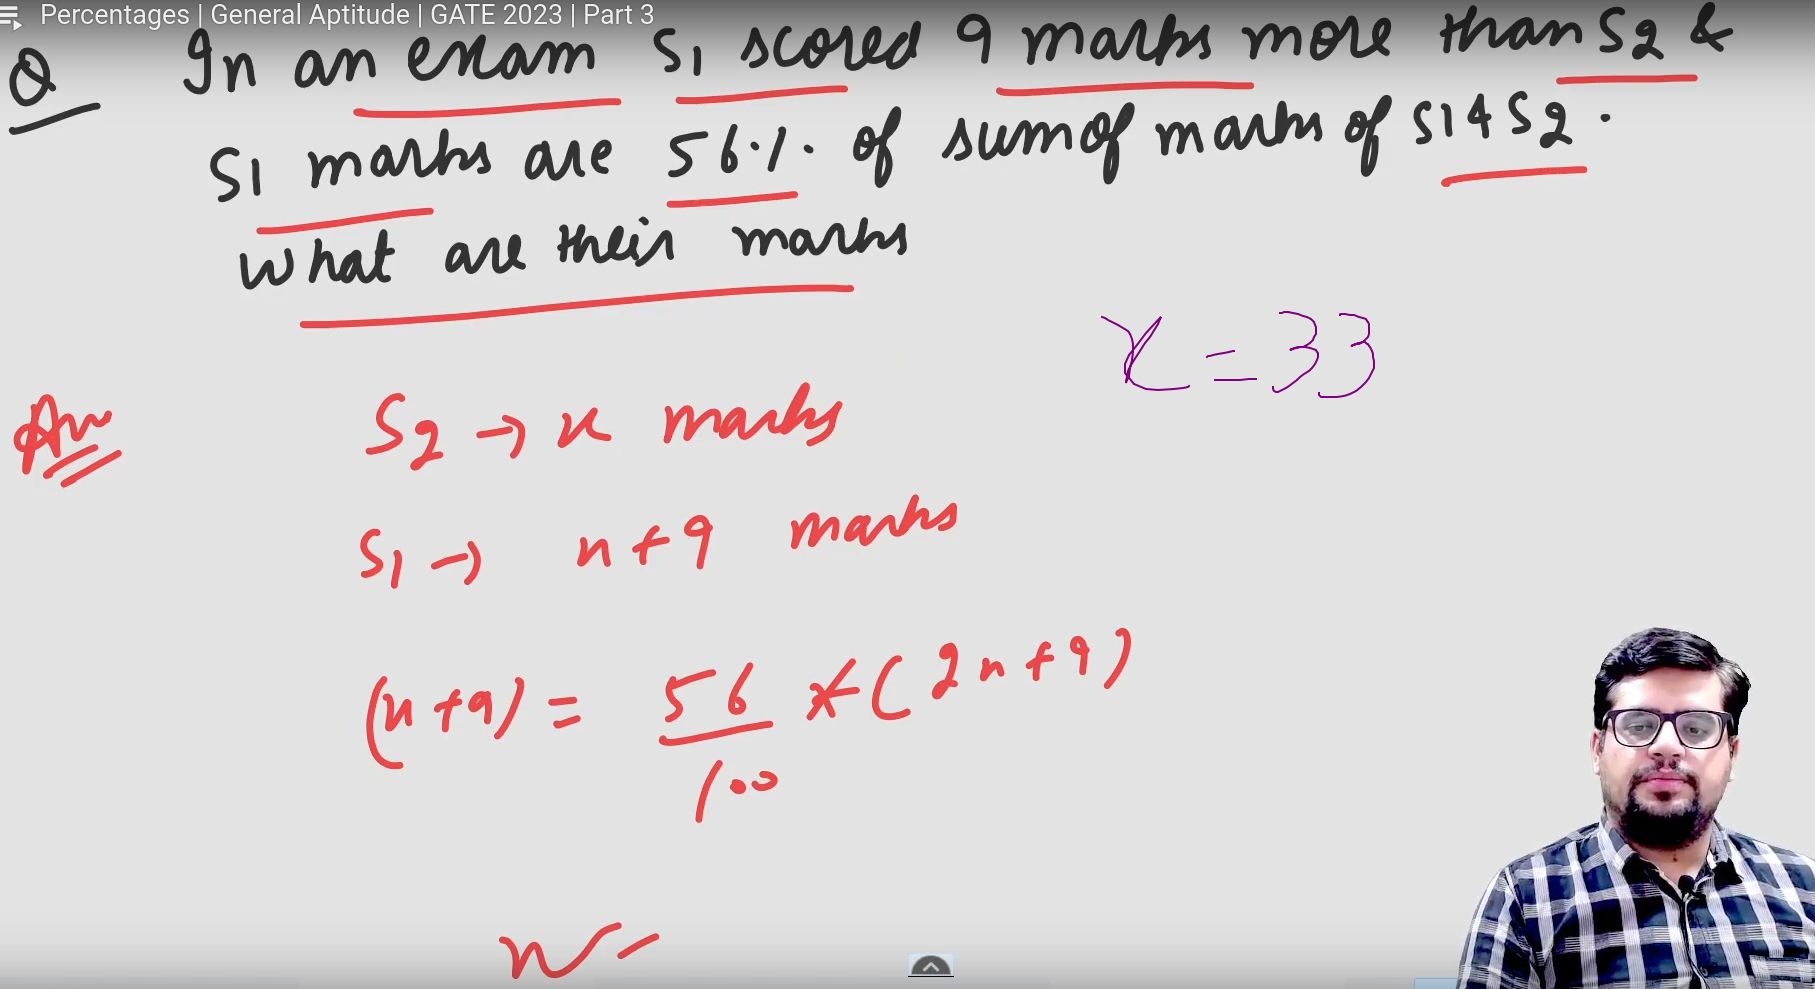 Percentages | General Aptitude | GATE 2023 | Part 3
Q In an exam S1 scored 9 marks more than S2 &
S1 marks are 56% of sum of marks of S1 & S2.
What are their marks
x = 33
Ans S2 → x marks
S1 → x + 9 marks
(x + 9) = 56/100 * (2x + 9)
x =